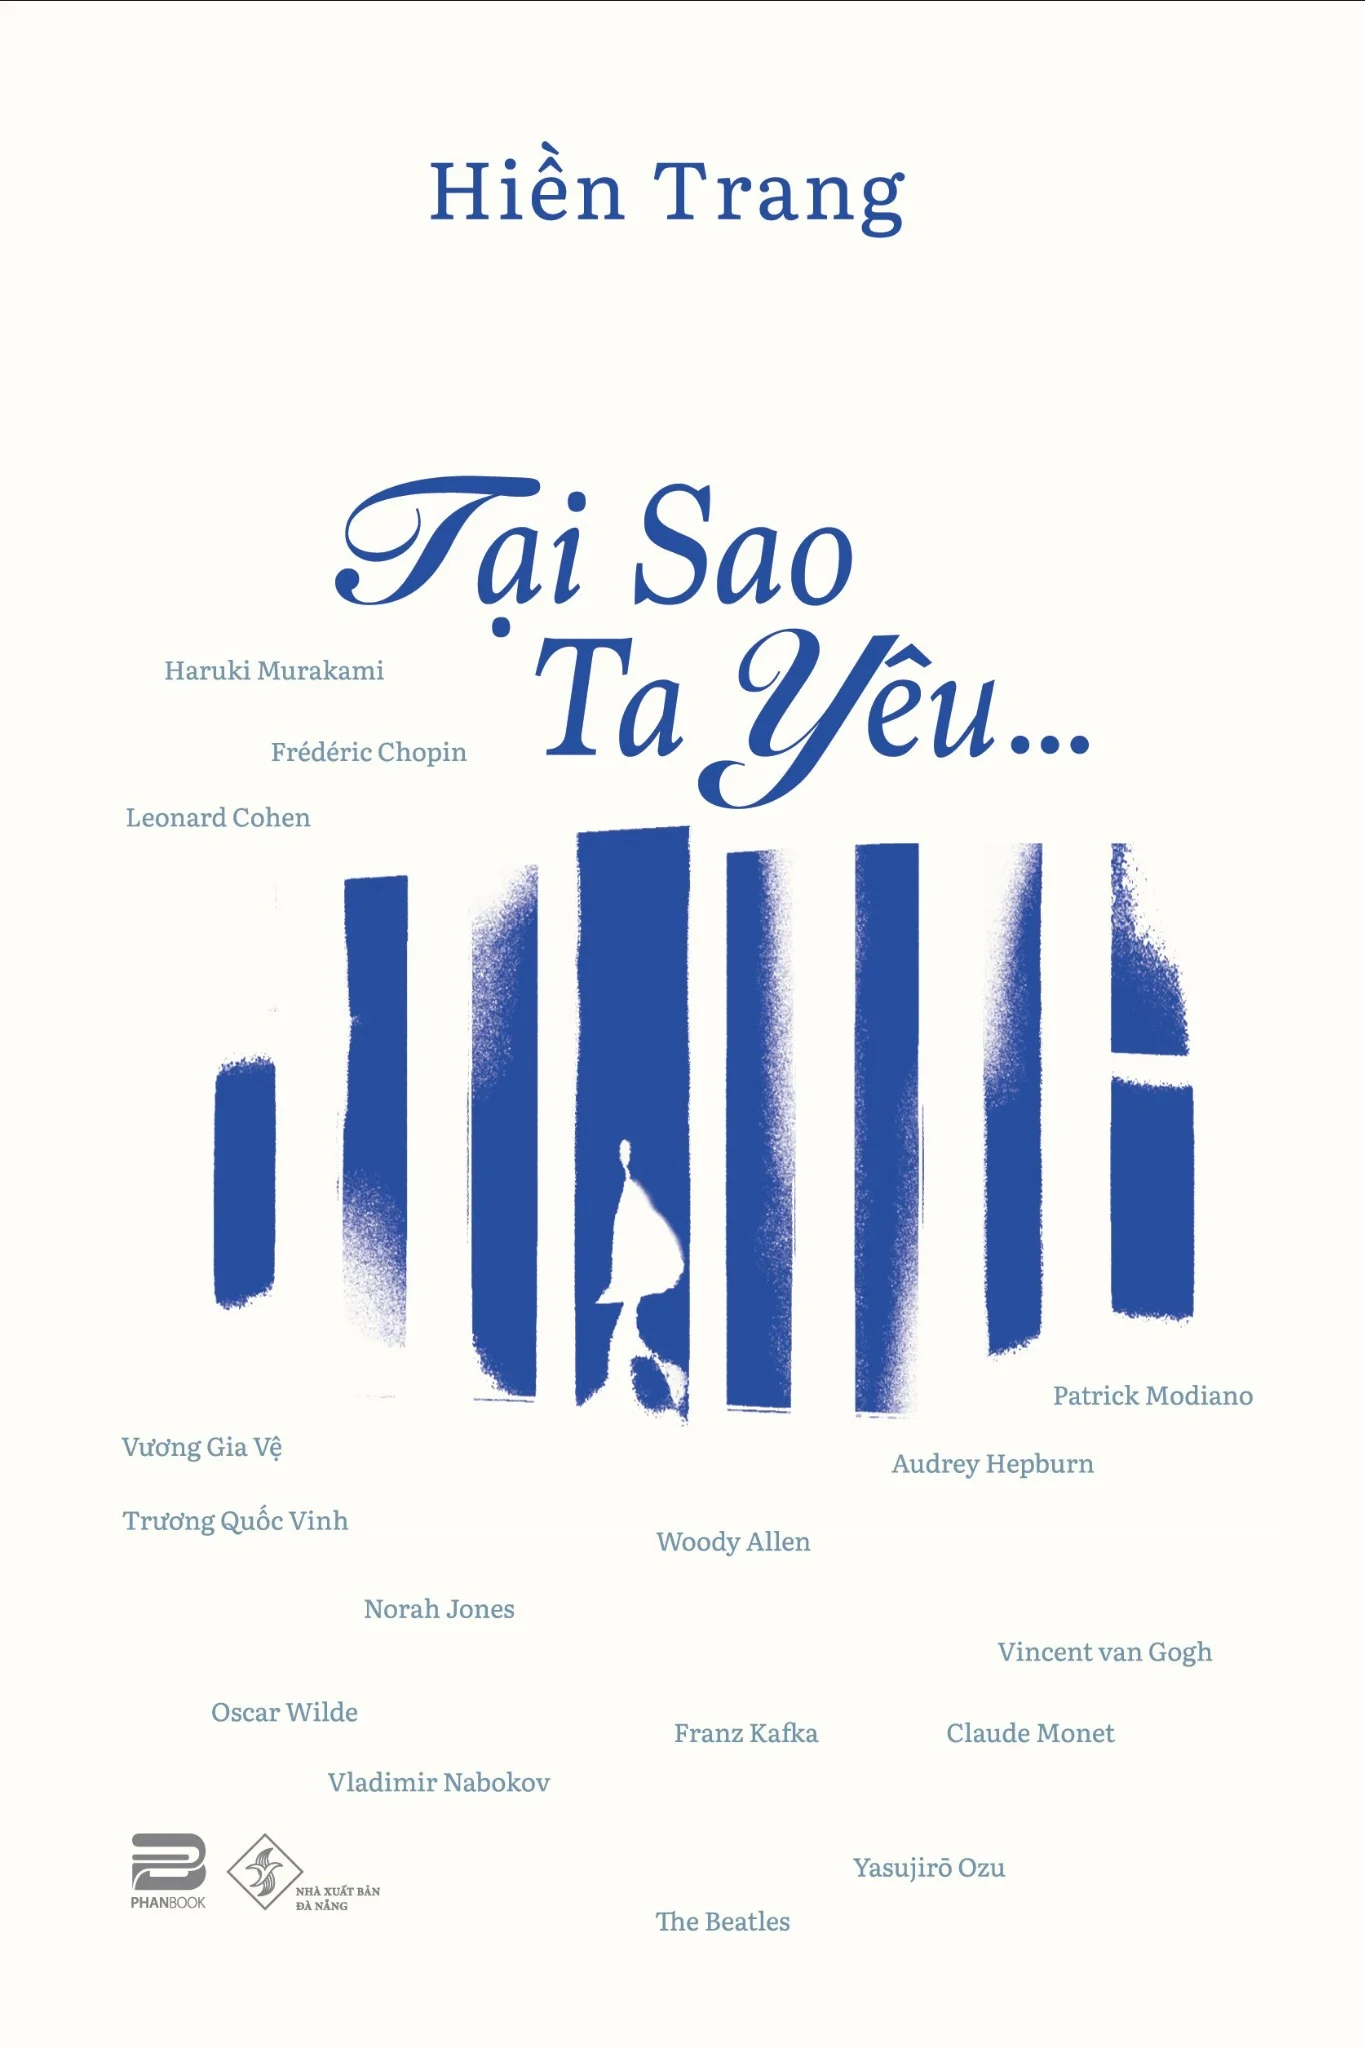 Hiền Trang
Tại Sao
Ta Yêu...
Haruki Murakami
Frédéric Chopin
Leonard Cohen
Patrick Modiano
Vương Gia Vệ
Audrey Hepburn
Trương Quốc Vinh
Woody Allen
Norah Jones
Vincent van Gogh
Oscar Wilde
Franz Kafka
Claude Monet
Vladimir Nabokov
Yasujirō Ozu
PHANBOOK
NHÀ XUẤT BẢN
ĐÀ NẴNG
The Beatles